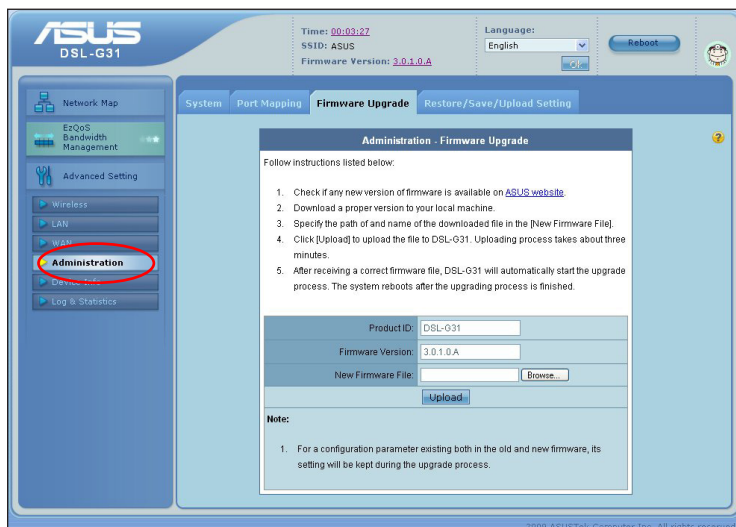 ASUS
DSL-G31
Time: 00:03:27
SSID: ASUS
Firmware Version: 3.0.1.0.A
Language:
English
Ok
Reboot
Network Map
EzQoS
Bandwidth
Management
Advanced Setting
Wireless
LAN
WAN
Administration
Device Info
Log & Statistics
System
Port Mapping
Firmware Upgrade
Restore/Save/Upload Setting
Administration - Firmware Upgrade
Follow instructions listed below:
1. Check if any new version of firmware is available on ASUS website.
2. Download a proper version to your local machine.
3. Specify the path of and name of the downloaded file in the [New Firmware File].
4. Click [Upload] to upload the file to DSL-G31. Uploading process takes about three
minutes.
5. After receiving a correct firmware file, DSL-G31 will automatically start the upgrade
process. The system reboots after the upgrading process is finished.
Product ID: DSL-G31
Firmware Version: 3.0.1.0.A
New Firmware File: Browse...
Upload
Note:
1. For a configuration parameter existing both in the old and new firmware, its
setting will be kept during the upgrade process.
?
2009 ASUSTek Computer Inc. All rights reserved